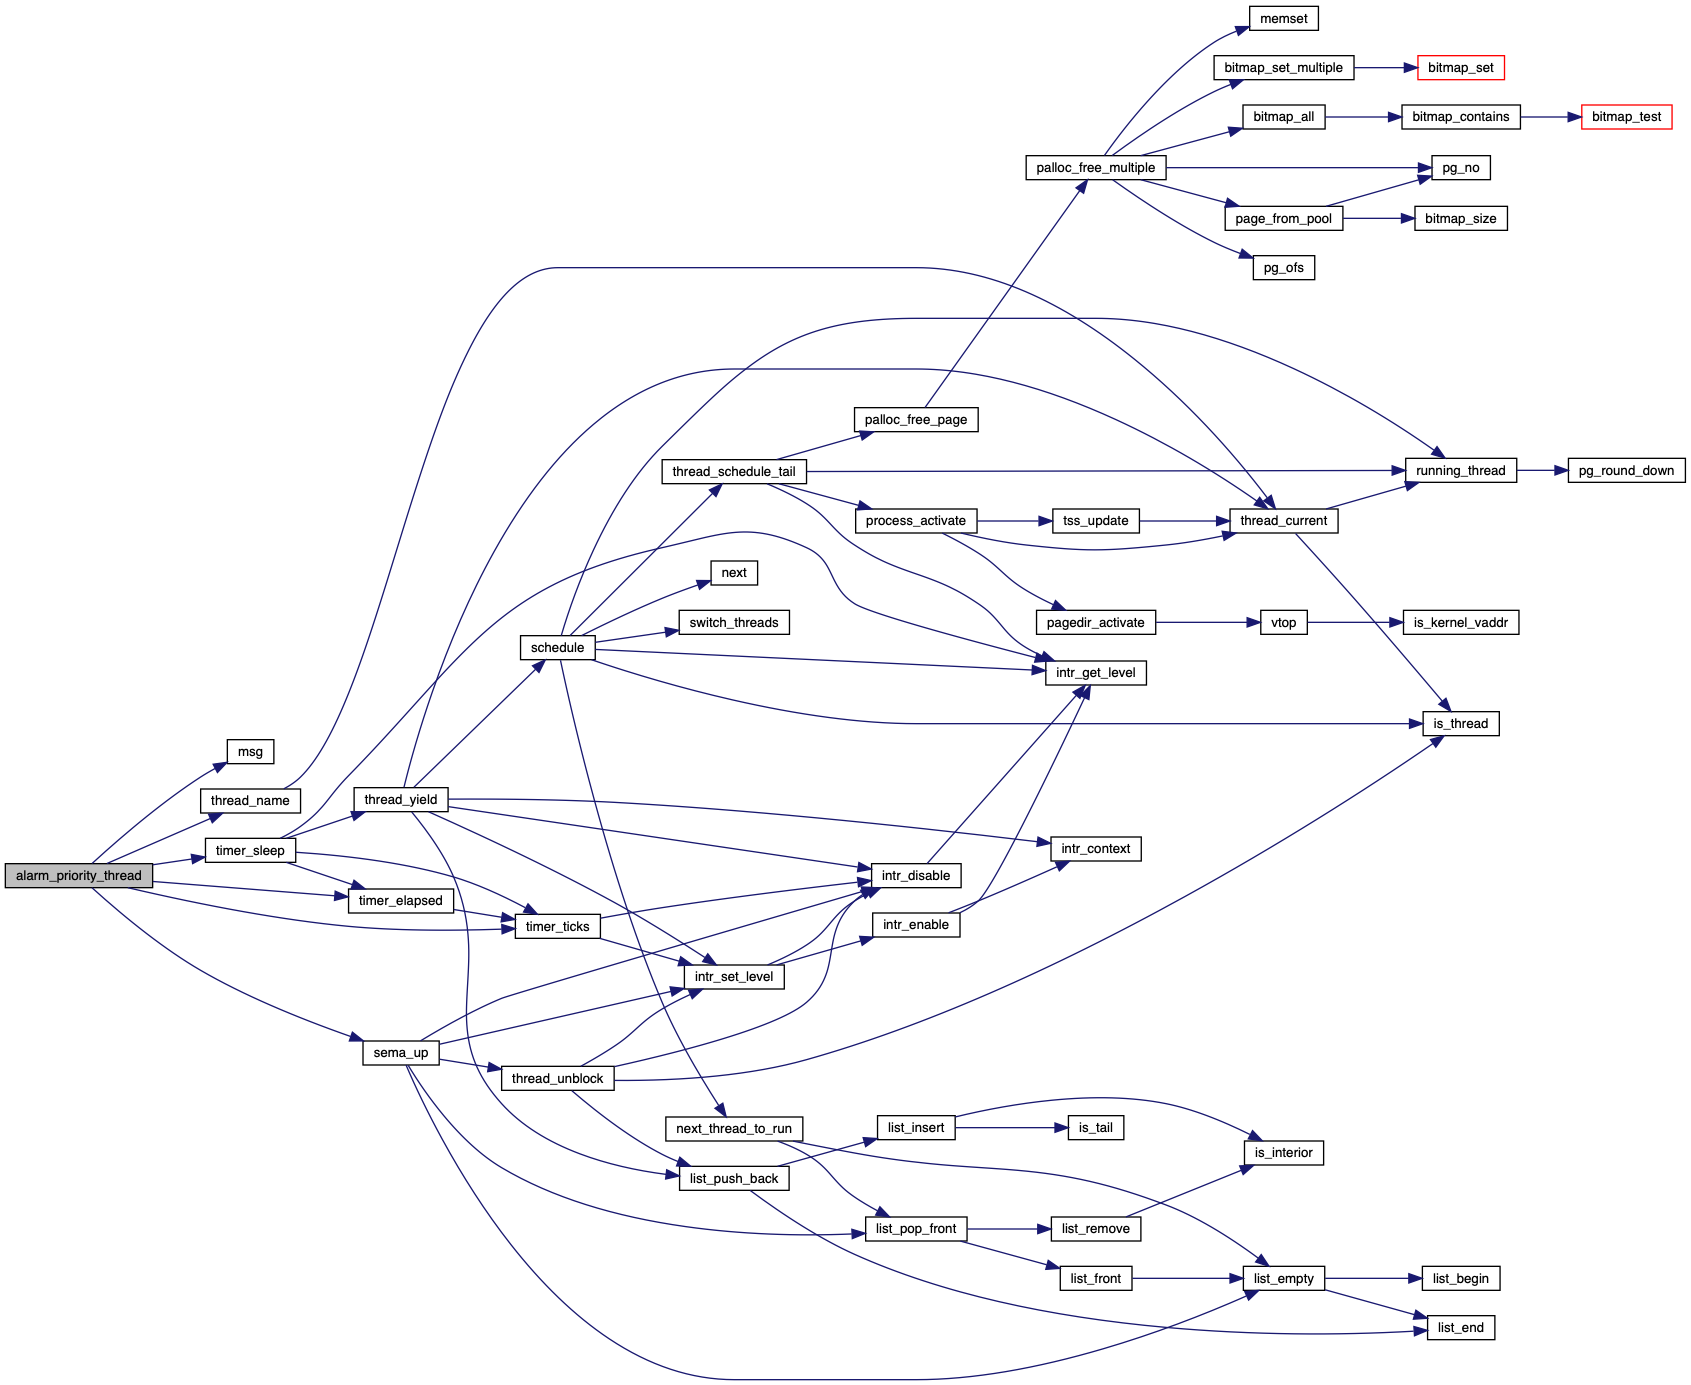 memset
bitmap_set_multiple
bitmap_set
bitmap_all
bitmap_contains
bitmap_test
palloc_free_multiple
pg_no
page_from_pool
bitmap_size
pg_ofs
palloc_free_page
thread_schedule_tail
running_thread
pg_round_down
process_activate
tss_update
thread_current
next
switch_threads
pagedir_activate
vtop
is_kernel_vaddr
schedule
intr_get_level
is_thread
msg
thread_name
thread_yield
timer_sleep
intr_context
alarm_priority_thread
intr_disable
timer_elapsed
timer_ticks
intr_enable
intr_set_level
sema_up
thread_unblock
next_thread_to_run
list_insert
is_tail
is_interior
list_push_back
list_pop_front
list_remove
list_front
list_empty
list_begin
list_end